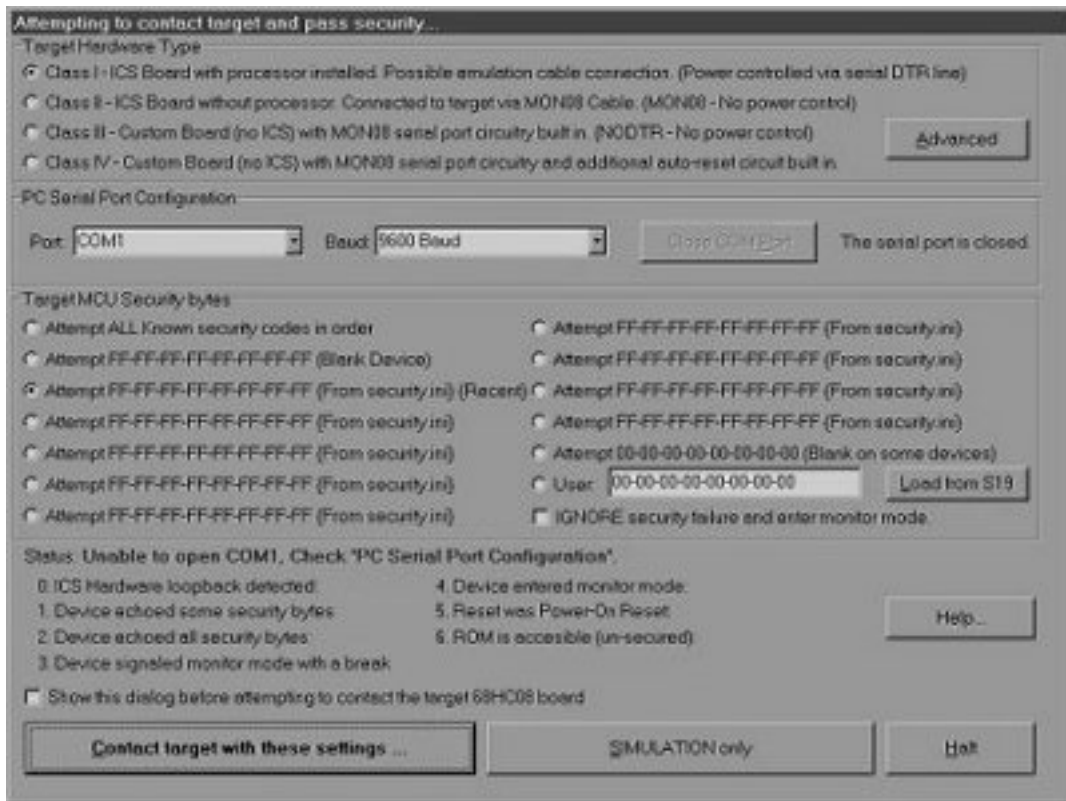 Attempting to contact target and pass security...
Target Hardware Type
Class I - ICS Board with processor installed. Possible emulation cable connection. (Power controlled via serial DTR line)
Class II - ICS Board without processor. Connected to target via MON08 Cable. (MON08 - No power control)
Class III - Custom Board (no ICS) with MON08 serial port circuitry built in. (NODTR - No power control)
Class IV - Custom Board (no ICS) with MON08 serial port circuity and additional auto-reset circuit built in.
Advanced
PC Serial Port Configuration
Port: COM1 Baud: 9600 Baud Close COM Port The serial port is closed.
Target MCU Security bytes
Attempt ALL Known security codes in order
Attempt FF-FF-FF-FF-FF-FF-FF-FF (Blank Device)
Attempt FF-FF-FF-FF-FF-FF-FF-FF (From security.ini) (Recent)
Attempt FF-FF-FF-FF-FF-FF-FF-FF (From security.ini)
Attempt FF-FF-FF-FF-FF-FF-FF-FF (From security.ini)
Attempt FF-FF-FF-FF-FF-FF-FF-FF (From security.ini)
Attempt FF-FF-FF-FF-FF-FF-FF-FF (From security.ini)
Attempt FF-FF-FF-FF-FF-FF-FF-FF (From security.ini)
Attempt FF-FF-FF-FF-FF-FF-FF-FF (From security.ini)
Attempt FF-FF-FF-FF-FF-FF-FF-FF (From security.ini)
Attempt FF-FF-FF-FF-FF-FF-FF-FF (From security.ini)
Attempt 00-00-00-00-00-00-00-00 (Blank on some devices)
User: 00-00-00-00-00-00-00-00 Load from S19
IGNORE security failure and enter monitor mode.
Status: Unable to open COM1, Check "PC Serial Port Configuration".
0. ICS Hardware loopback detected:
1. Device echoed some security bytes:
2. Device echoed all security bytes:
3. Device signaled monitor mode with a break:
4. Device entered monitor mode:
5. Reset was Power-On Reset:
6. ROM is accesible (un-secured):
Help...
Show this dialog before attempting to contact the target 68HC08 board
Contact target with these settings ... SIMULATION only Halt